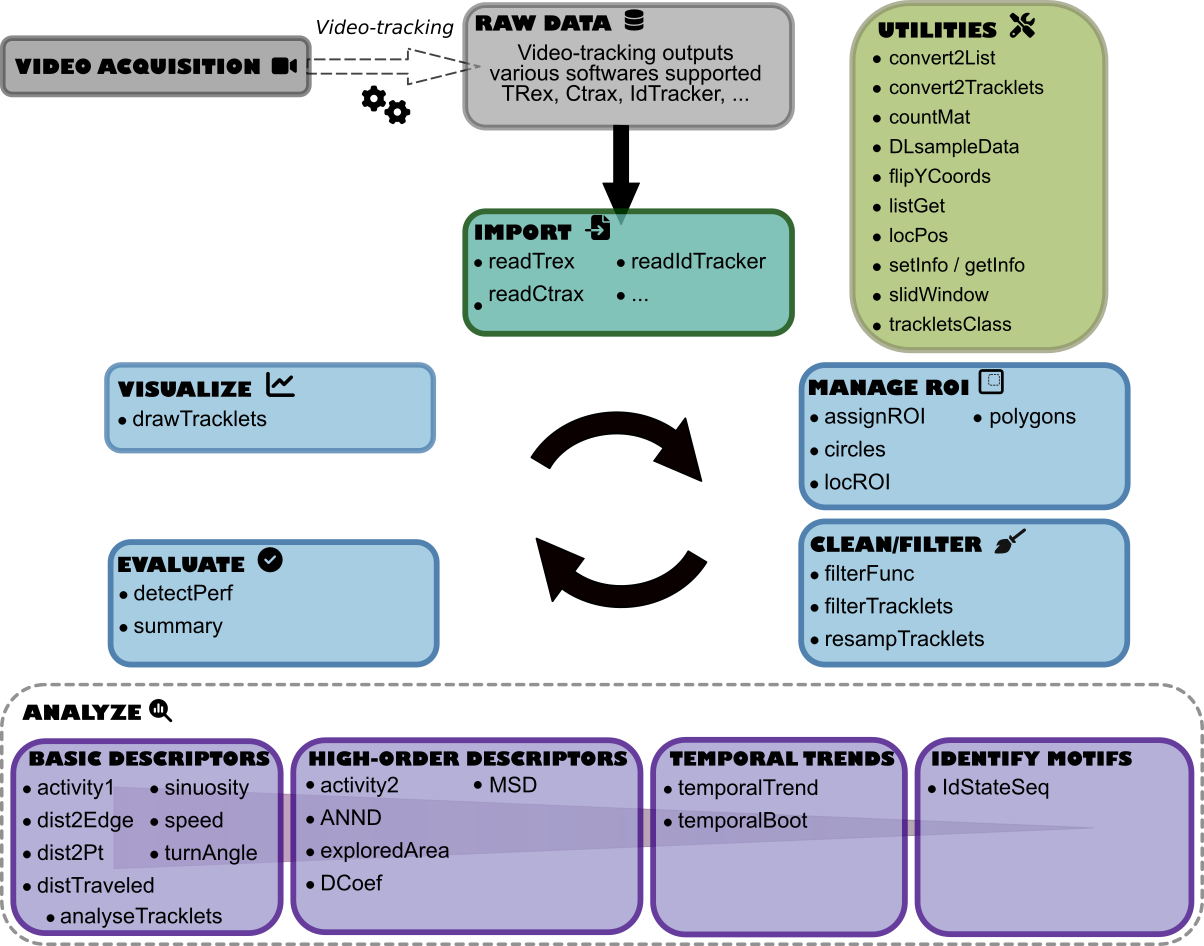 Video-tracking
VIDEO ACQUISITION
RAW DATA
Video-tracking outputs
various softwares supported
TRex, Ctrax, IdTracker, ...
UTILITIES
• convert2List
• convert2Tracklets
• countMat
• DLsampleData
• flipYCoords
• listGet
• locPos
• setInfo / getInfo
• slidWindow
• trackletsClass
IMPORT
• readTrex
• readCtrax
• readIdTracker
• ...
VISUALIZE
• drawTracklets
MANAGE ROI
• assignROI
• circles
• locROI
• polygons
EVALUATE
• detectPerf
• summary
CLEAN/FILTER
• filterFunc
• filterTracklets
• resampTracklets
ANALYZE
BASIC DESCRIPTORS
• activity1
• dist2Edge
• dist2Pt
• distTraveled
• sinuosity
• speed
• turnAngle
• analyseTracklets
HIGH-ORDER DESCRIPTORS
• activity2
• ANND
• exploredArea
• DCoef
• MSD
TEMPORAL TRENDS
• temporalTrend
• temporalBoot
IDENTIFY MOTIFS
• IdStateSeq